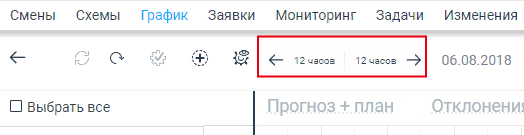 Смены Схемы График Заявки Мониторинг Задачи Изменения
12 часов 12 часов 06.08.2018
Выбрать все Прогноз + план Отклонения